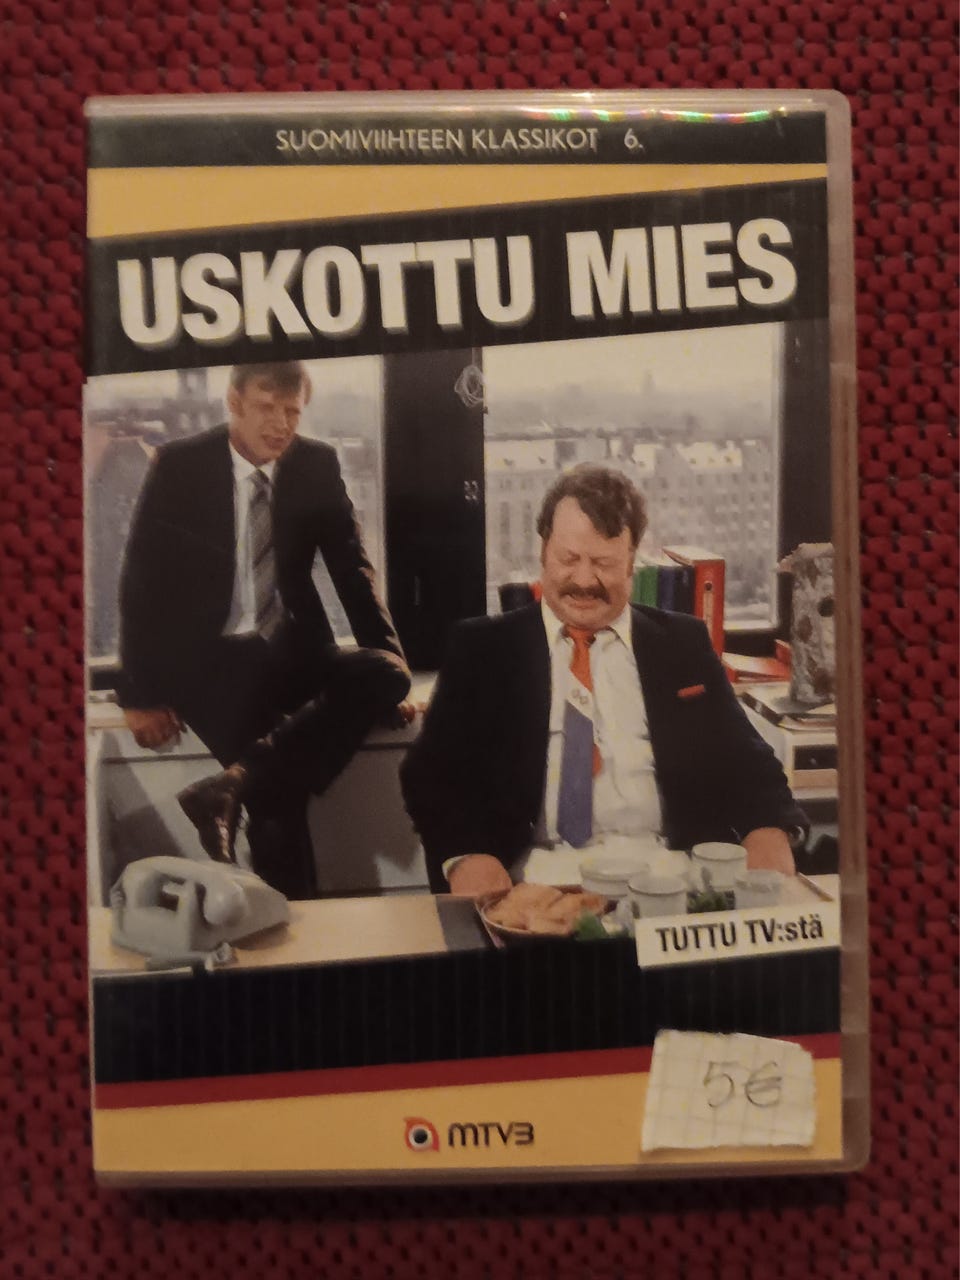 SUOMIVIIHTEEN KLASSIKOT 6.
USKOTTU MIES
TUTTU TV:stä
5€
MTV3